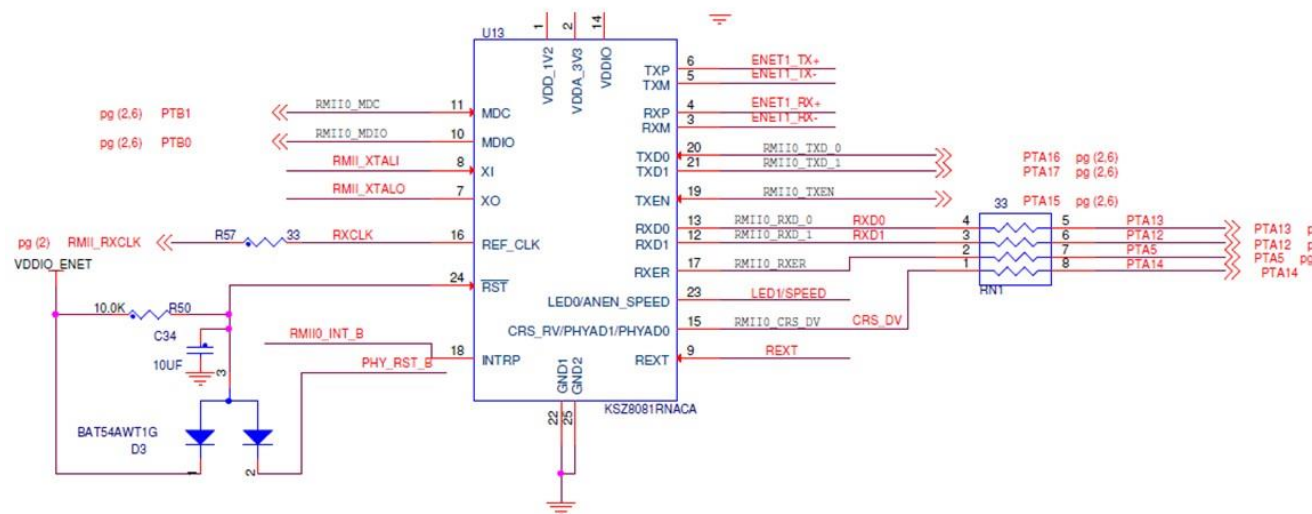 U13
1
2
14
VDD_1V2
VDDA_3V3
VDDIO
TXP 6 ENET1_TX+
TXM 5 ENET1_TX-
pg (2,6) PTB1 RMII0_MDC 11 MDC
RXP 4 ENET1_RX+
RXM 3 ENET1_RX-
pg (2,6) PTB0 RMII0_MDIO 10 MDIO
TXD0 20 RMII0_TXD_0 PTA16 pg (2,6)
RMII_XTALI 8 XI
TXD1 21 RMII0_TXD_1 PTA17 pg (2,6)
RMII_XTALO 7 XO
TXEN 19 RMII0_TXEN PTA15 pg (2,6)
33
RXD0 13 RMII0_RXD_0 RXD0 4 5 PTA13 PTA13 p
pg (2) RMII_RXCLK R57 33 RXCLK 16 REF_CLK
RXD1 12 RMII0_RXD_1 RXD1 3 6 PTA12 PTA12 p
2 7 PTA5 PTA5 pg
RXER 17 RMII0_RXER 1 8 PTA14 PTA14
RN1
VDDIO_ENET
24 RST
LED0/ANEN_SPEED 23 LED1/SPEED
10.0K R50
CRS_RV/PHYAD1/PHYAD0 15 RMII0_CRS_DV CRS_DV
C34
10UF
RMII0_INT_B 18 INTRP
REXT 9 REXT
PHY_RST_B
3
GND1
GND2
22
25
KSZ8081RNACA
BAT54AWT1G
D3
1
2